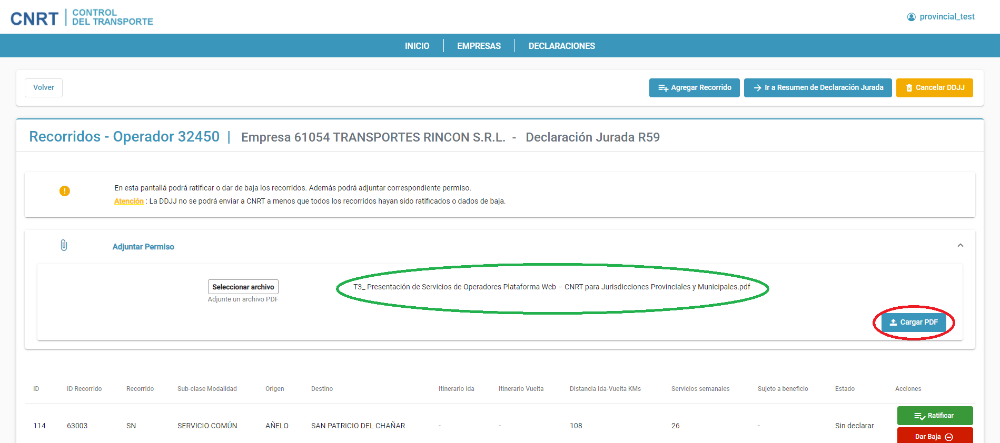 CNRT
CONTROL
DEL TRANSPORTE
provincial_test
INICIO EMPRESAS DECLARACIONES
Volver
Agregar Recorrido Ir a Resumen de Declaración Jurada Cancelar DDJJ
Recorridos - Operador 32450 | Empresa 61054 TRANSPORTES RINCON S.R.L. - Declaración Jurada R59
En esta pantallá podrá ratificar o dar de baja los recorridos. Además podrá adjuntar correspondiente permiso.
Atención : La DDJJ no se podrá enviar a CNRT a menos que todos los recorridos hayan sido ratificados o dados de baja.
Adjuntar Permiso
Seleccionar archivo T3_ Presentación de Servicios de Operadores Plataforma Web – CNRT para Jurisdicciones Provinciales y Municipales.pdf
Adjunte un archivo PDF
Cargar PDF
ID ID Recorrido Recorrido Sub-clase Modalidad Origen Destino Itinerario Ida Itinerario Vuelta Distancia Ida-Vuelta KMs Servicios semanales Sujeto a beneficio Estado Acciones
114 63003 SN SERVICIO COMÚN AÑELO SAN PATRICIO DEL CHAÑAR - - 108 26 - Sin declarar
Ratificar
Dar Baja